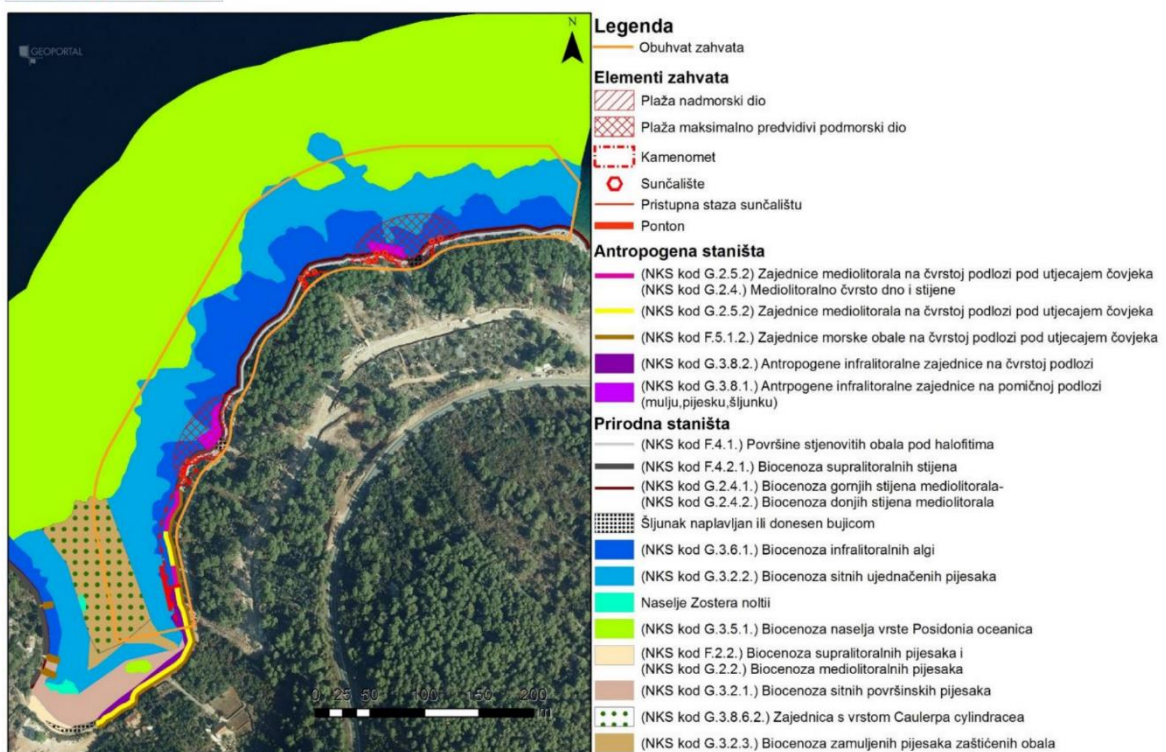 GEOPORTAL
N
0 25 50 100 150 200
m
Legenda
Obuhvat zahvata
Elementi zahvata
Plaža nadmorski dio
Plaža maksimalno predvidivi podmorski dio
Kamenomet
Sunčalište
Pristupna staza sunčalištu
Ponton
Antropogena staništa
(NKS kod G.2.5.2) Zajednice mediolitorala na čvrstoj podlozi pod utjecajem čovjeka
(NKS kod G.2.4.) Mediolitoralno čvrsto dno i stijene
(NKS kod G.2.5.2) Zajednice mediolitorala na čvrstoj podlozi pod utjecajem čovjeka
(NKS kod F.5.1.2.) Zajednice morske obale na čvrstoj podlozi pod utjecajem čovjeka
(NKS kod G.3.8.2.) Antropogene infralitoralne zajednice na čvrstoj podlozi
(NKS kod G.3.8.1.) Antrpogene infralitoralne zajednice na pomičnoj podlozi
(mulju,pijesku,šljunku)
Prirodna staništa
(NKS kod F.4.1.) Površine stjenovitih obala pod halofitima
(NKS kod F.4.2.1.) Biocenoza supralitoralnih stijena
(NKS kod G.2.4.1.) Biocenoza gornjih stijena mediolitorala-
(NKS kod G.2.4.2.) Biocenoza donjih stijena mediolitorala
Šljunak naplavljan ili donesen bujicom
(NKS kod G.3.6.1.) Biocenoza infralitoralnih algi
(NKS kod G.3.2.2.) Biocenoza sitnih ujednačenih pijesaka
Naselje Zostera noltii
(NKS kod G.3.5.1.) Biocenoza naselja vrste Posidonia oceanica
(NKS kod F.2.2.) Biocenoza supralitoralnih pijesaka i
(NKS kod G.2.2.) Biocenoza mediolitoralnih pijesaka
(NKS kod G.3.2.1.) Biocenoza sitnih površinskih pijesaka
(NKS kod G.3.8.6.2.) Zajednica s vrstom Caulerpa cylindracea
(NKS kod G.3.2.3.) Biocenoza zamuljenih pijesaka zaštićenih obala